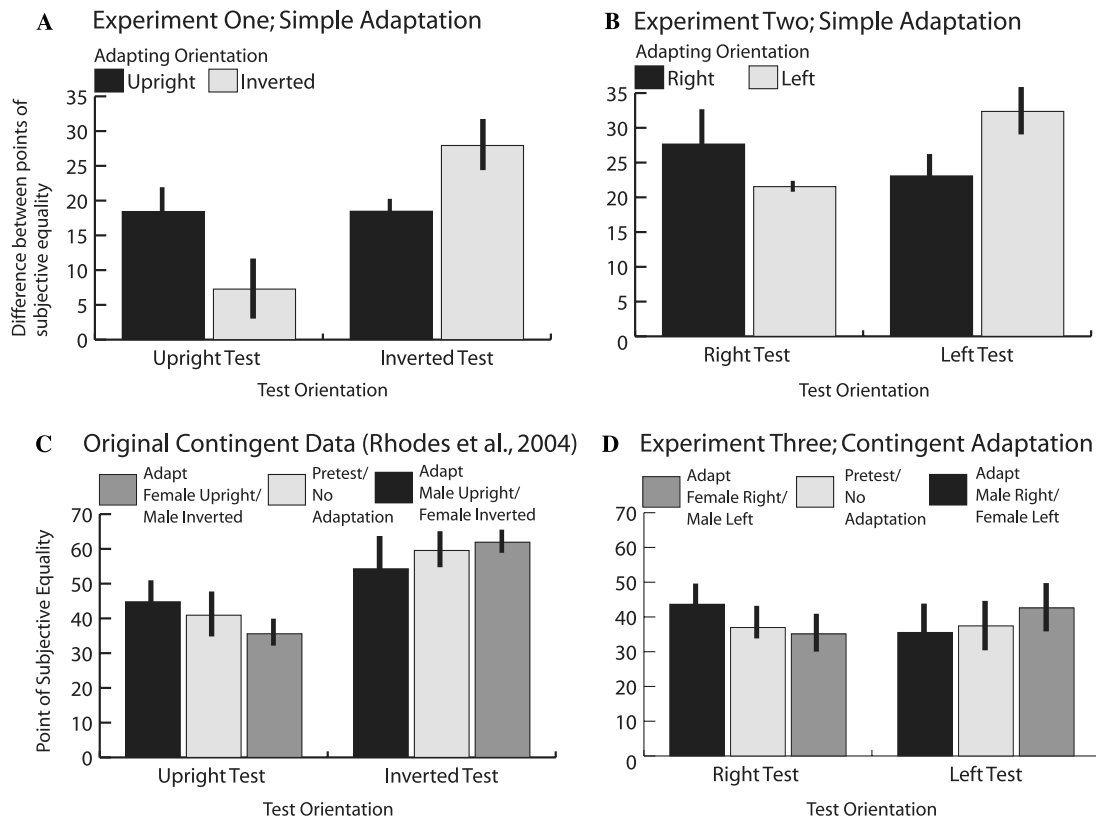 A Experiment One; Simple Adaptation
Adapting Orientation
Upright Inverted
35
30
25
20
15
10
5
0
Difference between points of
subjective equality
Upright Test Inverted Test
Test Orientation
B Experiment Two; Simple Adaptation
Adapting Orientation
Right Left
35
30
25
20
15
10
5
0
Right Test Left Test
Test Orientation
C Original Contingent Data (Rhodes et al., 2004)
Adapt
Female Upright/
Male Inverted
Pretest/
No
Adaptation
Adapt
Male Upright/
Female Inverted
70
60
50
40
30
20
10
0
Point of Subjective Equality
Upright Test Inverted Test
Test Orientation
D Experiment Three; Contingent Adaptation
Adapt
Female Right/
Male Left
Pretest/
No
Adaptation
Adapt
Male Right/
Female Left
70
60
50
40
30
20
10
0
Right Test Left Test
Test Orientation